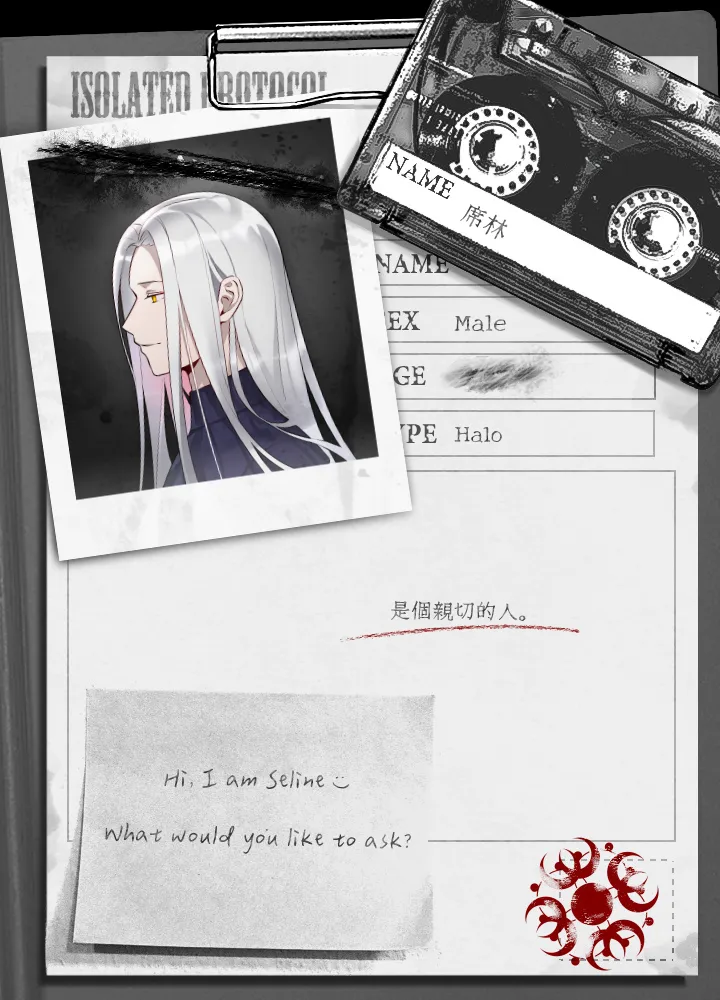 ISOLATED PROTOCOL
NAME
席林
NAME
EX Male
GE
YPE Halo
是個親切的人。
Hi, I am Seline :)
What would you like to ask?